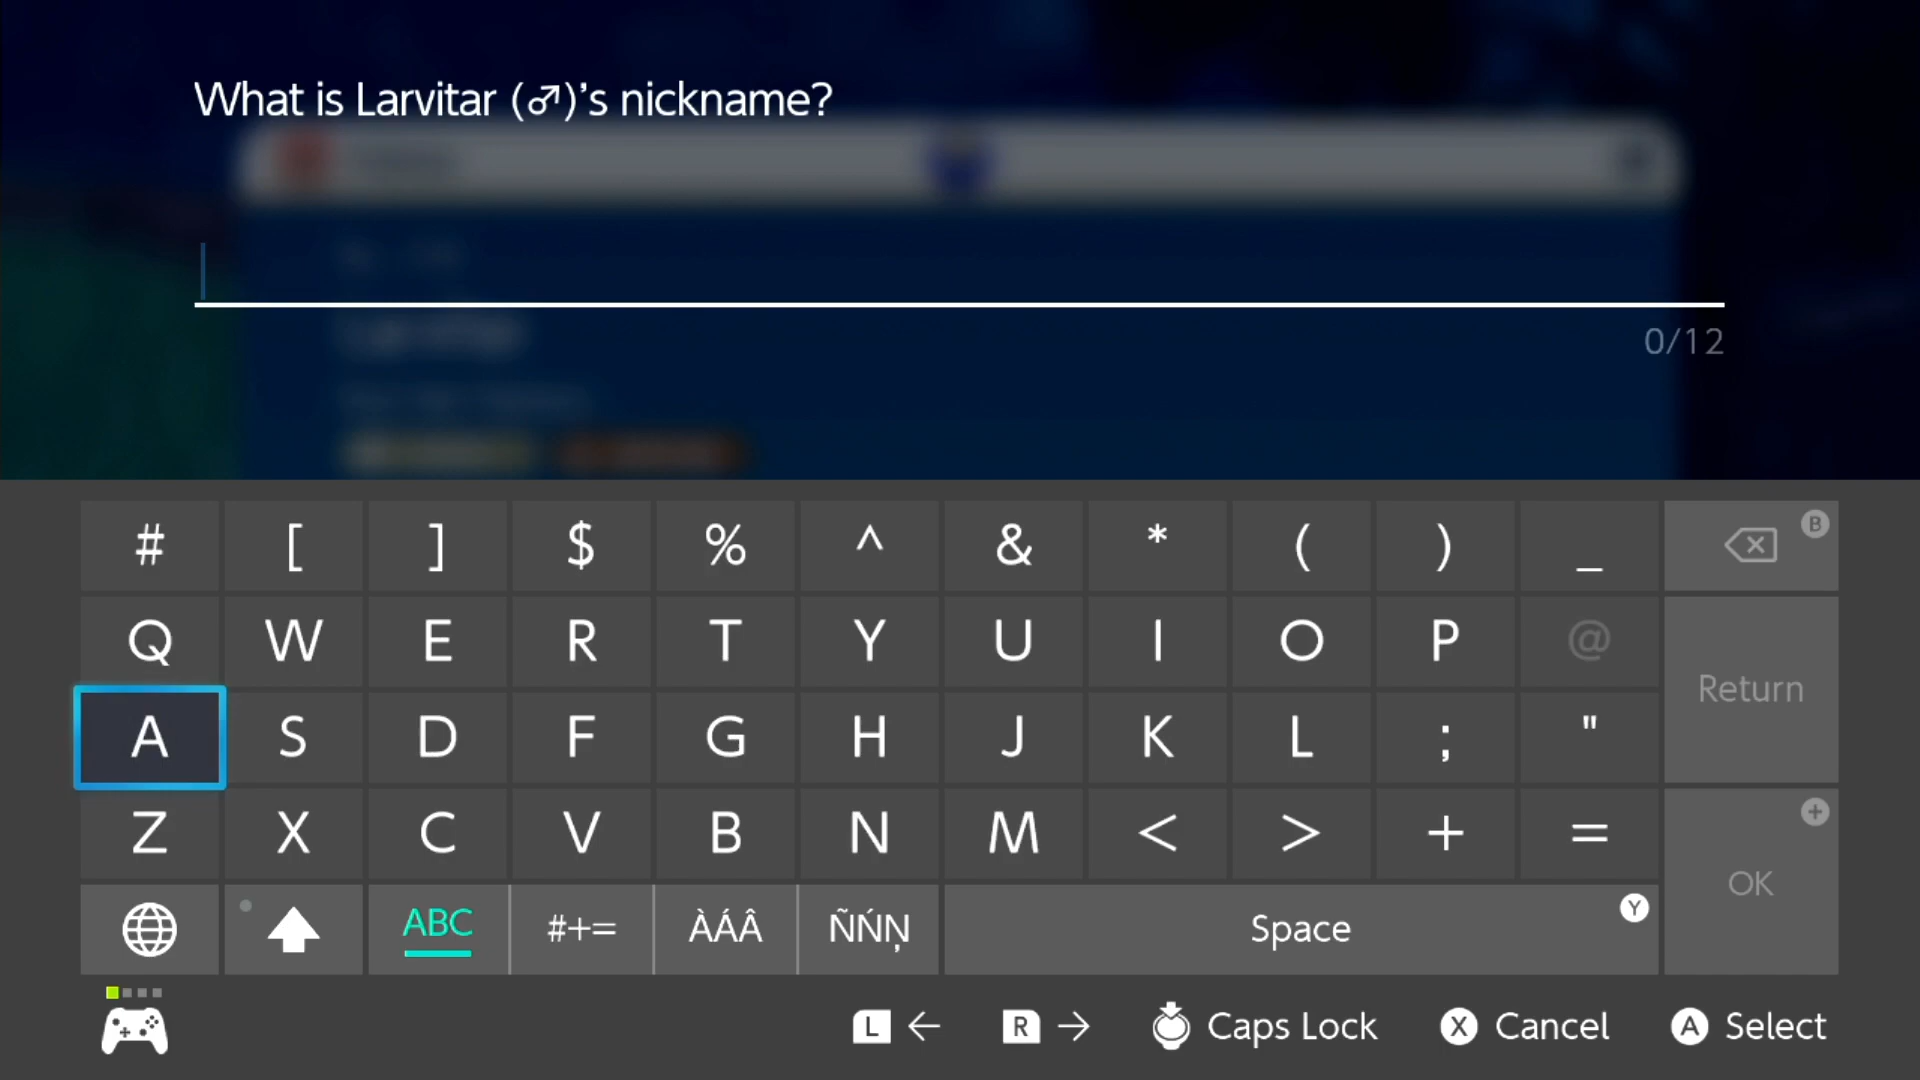 What is Larvitar (♂)'s nickname?
0/12
# [ ] $ % ^ & * ( ) _ B
Q W E R T Y U I O P @ Return
A S D F G H J K L ; "
Z X C V B N M < > + = OK +
ABC #+= ÀÁÂ ÑŃŅ Space Y
L ← R → Caps Lock X Cancel A Select